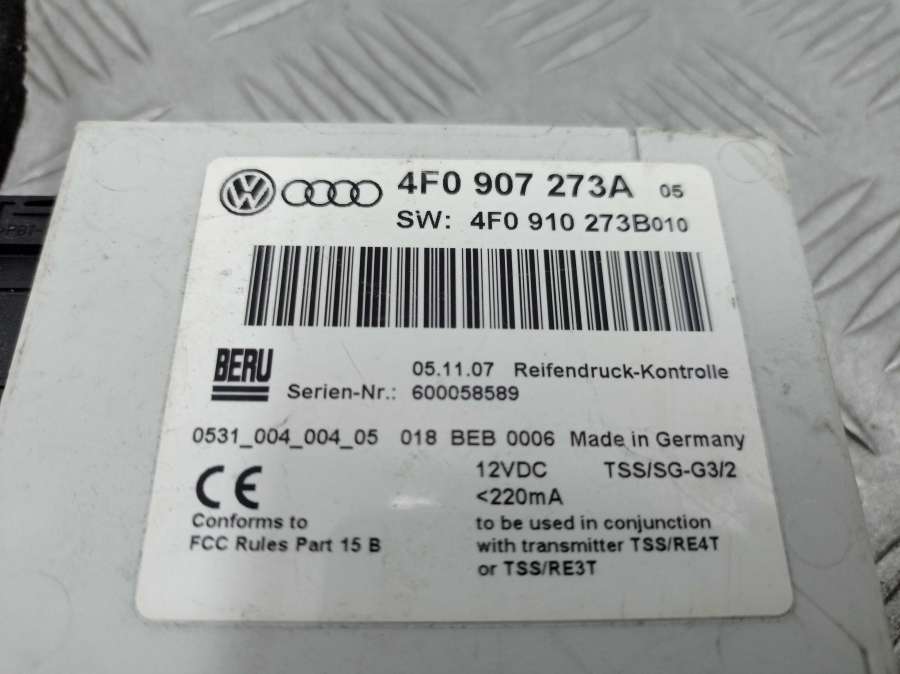 4F0 907 273A 05
SW: 4F0 910 273B010
BERU
05.11.07 Reifendruck-Kontrolle
Serien-Nr.: 600058589
0531_004_004_05 018 BEB 0006 Made in Germany
CE
12VDC TSS/SG-G3/2
<220mA
Conforms to
FCC Rules Part 15 B
to be used in conjunction
with transmitter TSS/RE4T
or TSS/RE3T